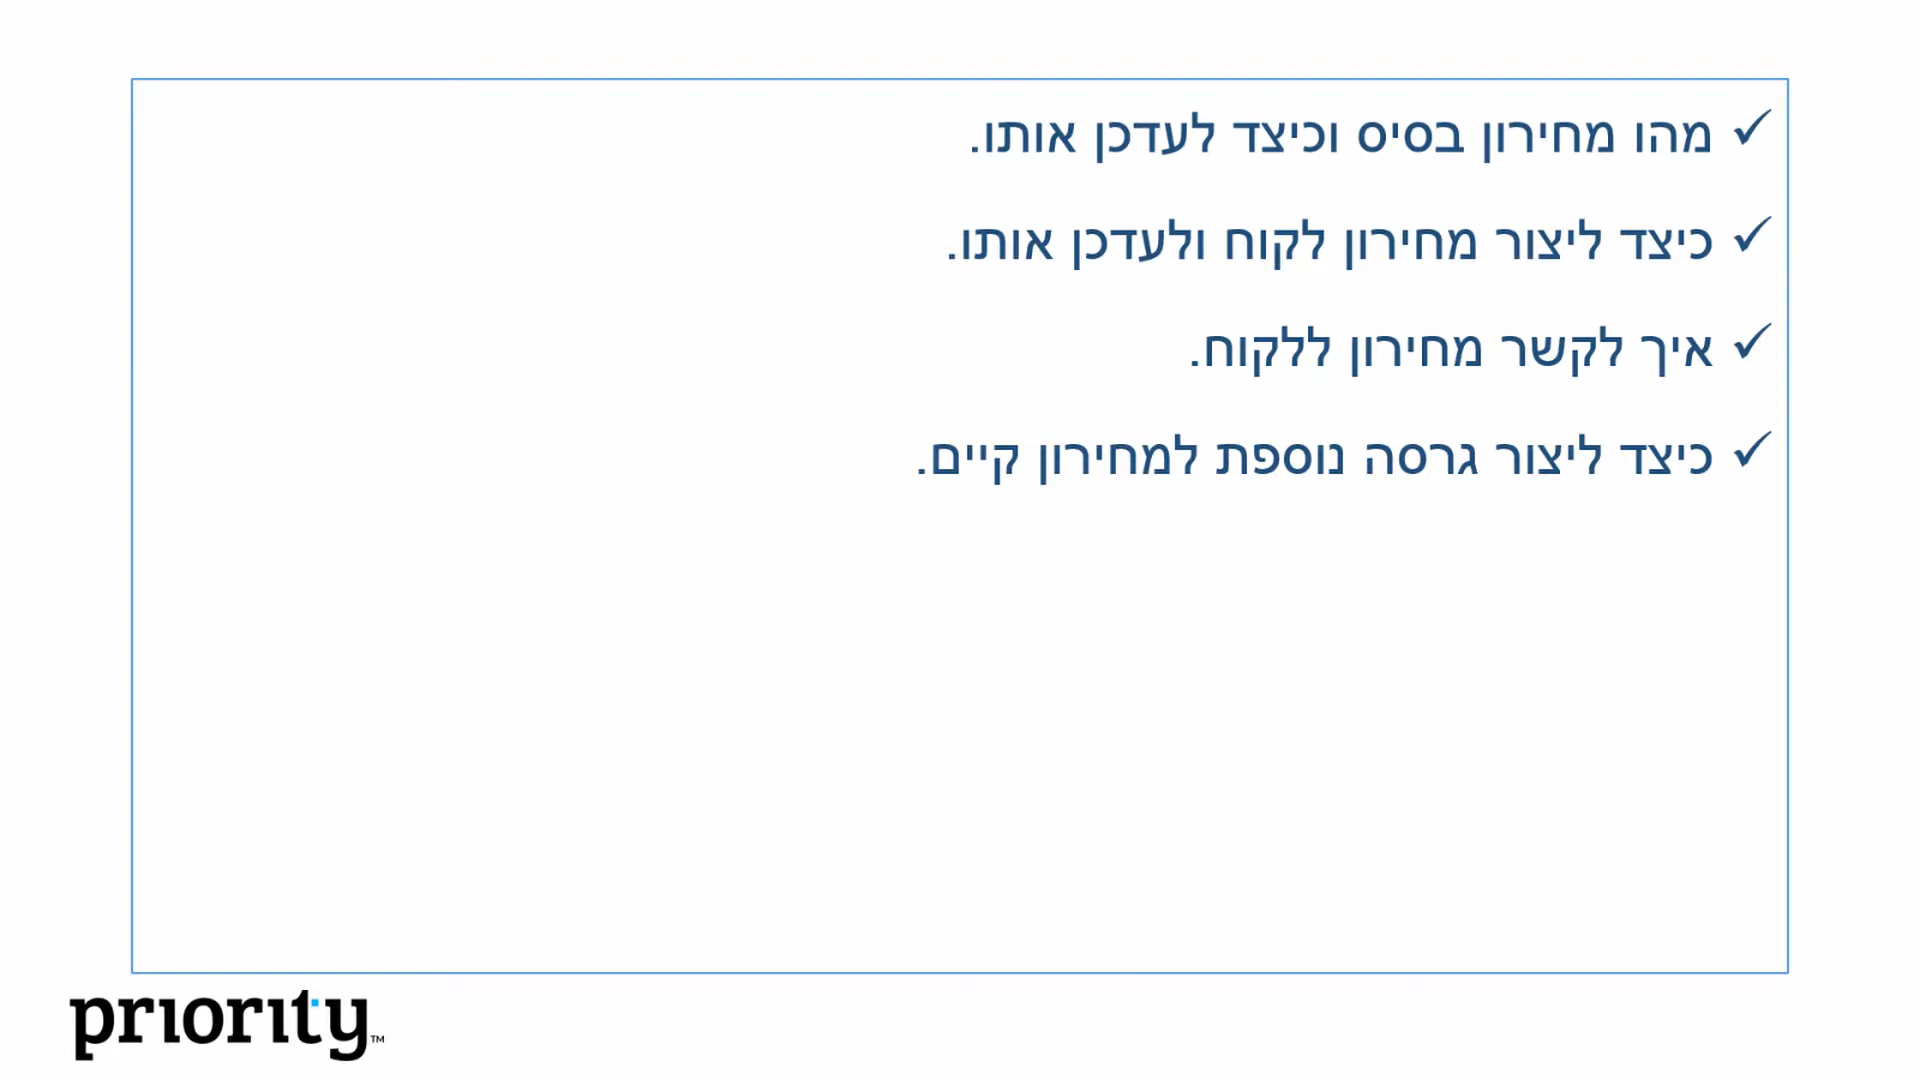 ✓ מהו מחירון בסיס וכיצד לעדכן אותו.
✓ כיצד ליצור מחירון לקוח ולעדכן אותו.
✓ איך לקשר מחירון ללקוח.
✓ כיצד ליצור גרסה נוספת למחירון קיים.
priority™